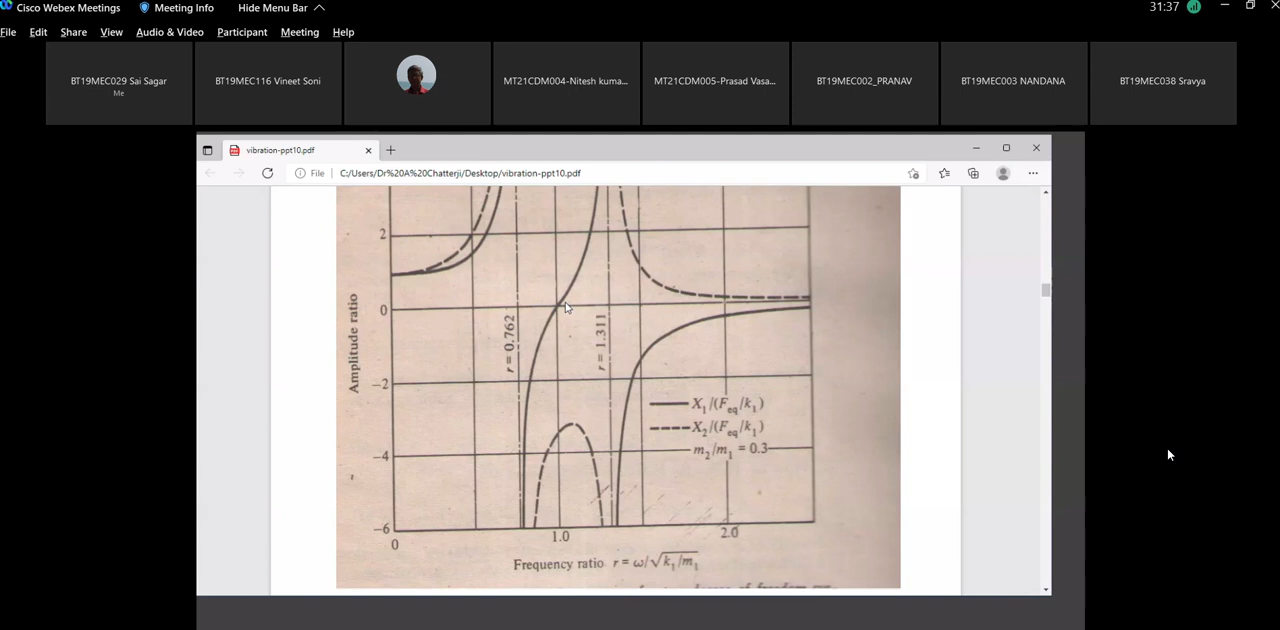 Cisco Webex Meetings Meeting Info Hide Menu Bar 31:37
File Edit Share View Audio & Video Participant Meeting Help
BT19MEC029 Sai Sagar
Me
BT19MEC116 Vineet Soni
MT21CDM004-Nitesh kuma...
MT21CDM005-Prasad Vasa...
BT19MEC002_PRANAV
BT19MEC003 NANDANA
BT19MEC038 Sravya
vibration-ppt10.pdf
File C:/Users/Dr%20A%20Chatterji/Desktop/vibration-ppt10.pdf
2
0
-2
-4
-6
Amplitude ratio
r = 0.762
r = 1.311
X₁/(F_eq/k₁)
X₂/(F_eq/k₁)
m₂/m₁ = 0.3
0 1.0 2.0
Frequency ratio r = ω/√k₁/m₁